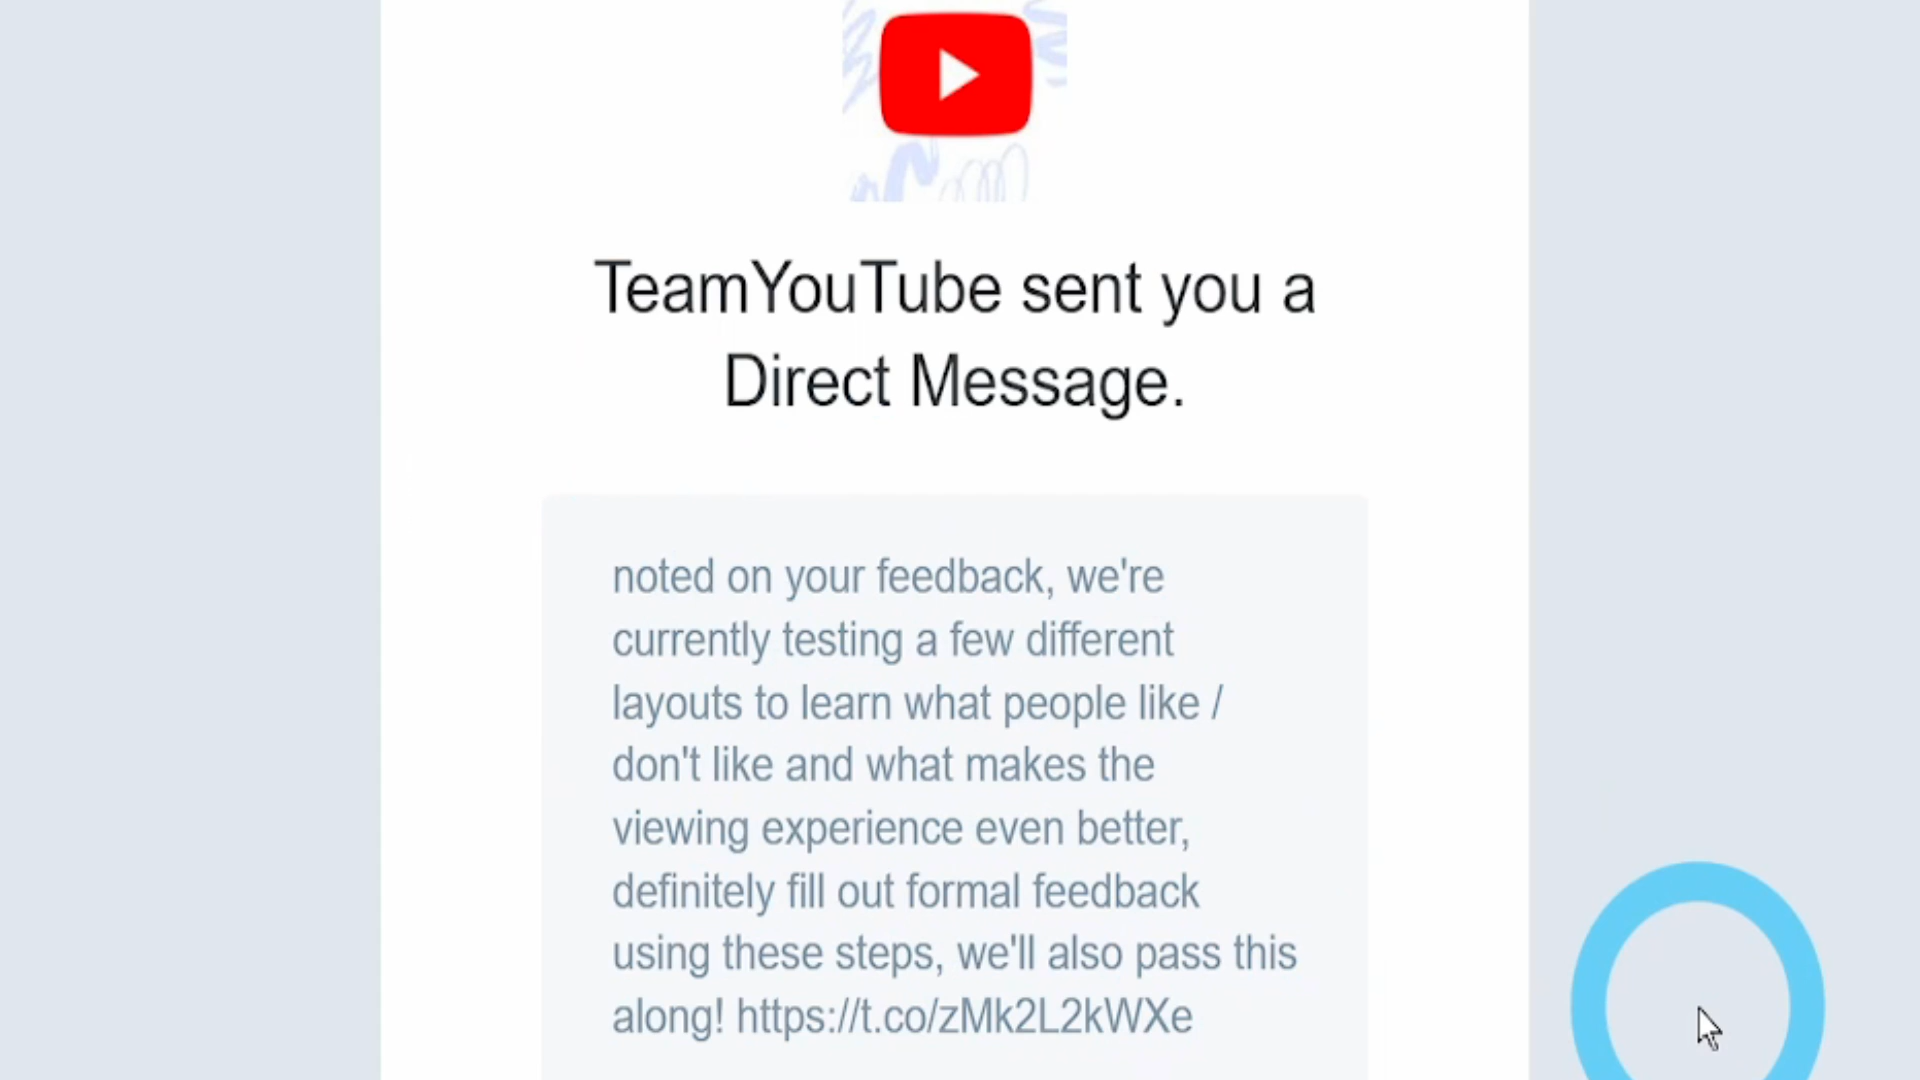 TeamYouTube sent you a
Direct Message.
noted on your feedback, we're
currently testing a few different
layouts to learn what people like /
don't like and what makes the
viewing experience even better,
definitely fill out formal feedback
using these steps, we'll also pass this
along! https://t.co/zMk2L2kWXe